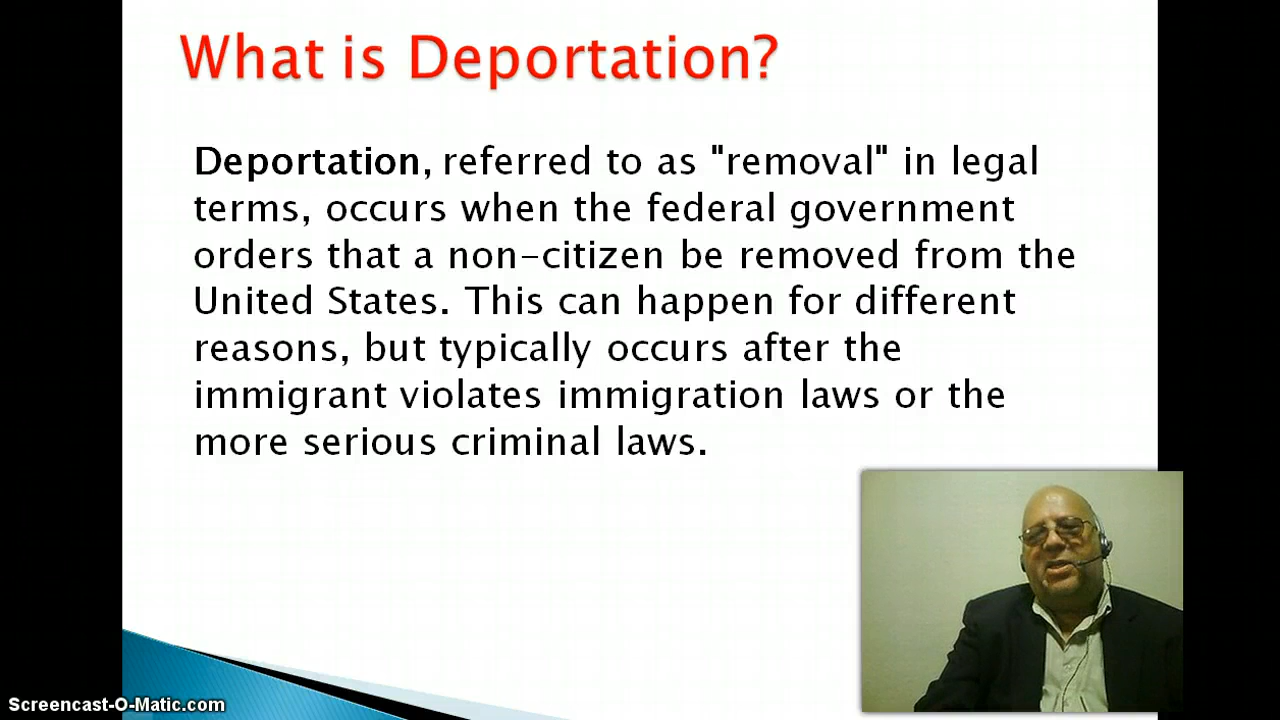 What is Deportation?
Deportation, referred to as "removal" in legal
terms, occurs when the federal government
orders that a non-citizen be removed from the
United States. This can happen for different
reasons, but typically occurs after the
immigrant violates immigration laws or the
more serious criminal laws.
Screencast-O-Matic.com